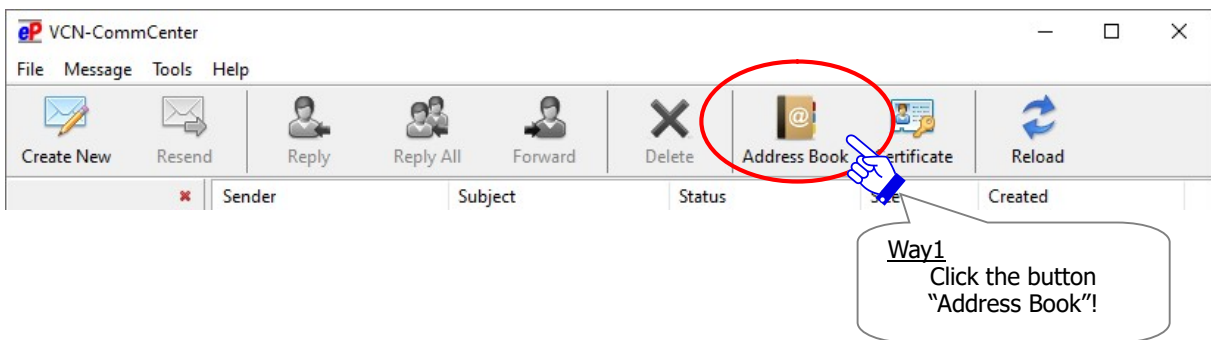 eP VCN-CommCenter
File Message Tools Help
Create New Resend Reply Reply All Forward Delete Address Book Certificate Reload
Sender Subject Status Size Created
Way1
Click the button
“Address Book”!